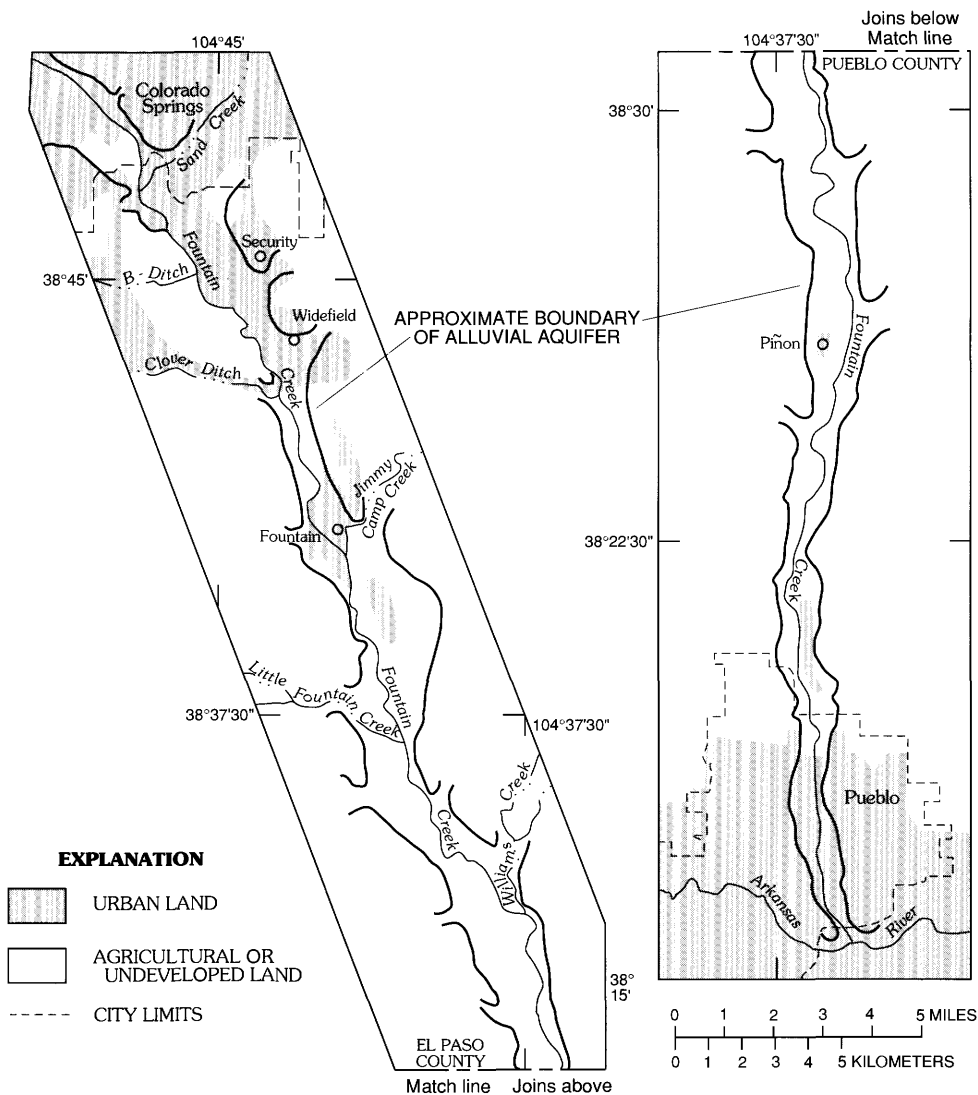 104°45'
Colorado
Springs
Sand Creek
Security
38°45'
B- Ditch
Fountain
Widefield
Clover Ditch
Creek
Jimmy
Camp Creek
Fountain
Little Fountain Creek
Fountain
38°37'30"
104°37'30"
Creek
Williams Creek
EL PASO
COUNTY
Match line Joins above
38°
15'
APPROXIMATE BOUNDARY
OF ALLUVIAL AQUIFER
EXPLANATION
URBAN LAND
AGRICULTURAL OR
UNDEVELOPED LAND
CITY LIMITS
Joins below
Match line
104°37'30"
PUEBLO COUNTY
38°30'
Piñon
Fountain
38°22'30"
Creek
Pueblo
Arkansas River
0 1 2 3 4 5 MILES
0 1 2 3 4 5 KILOMETERS